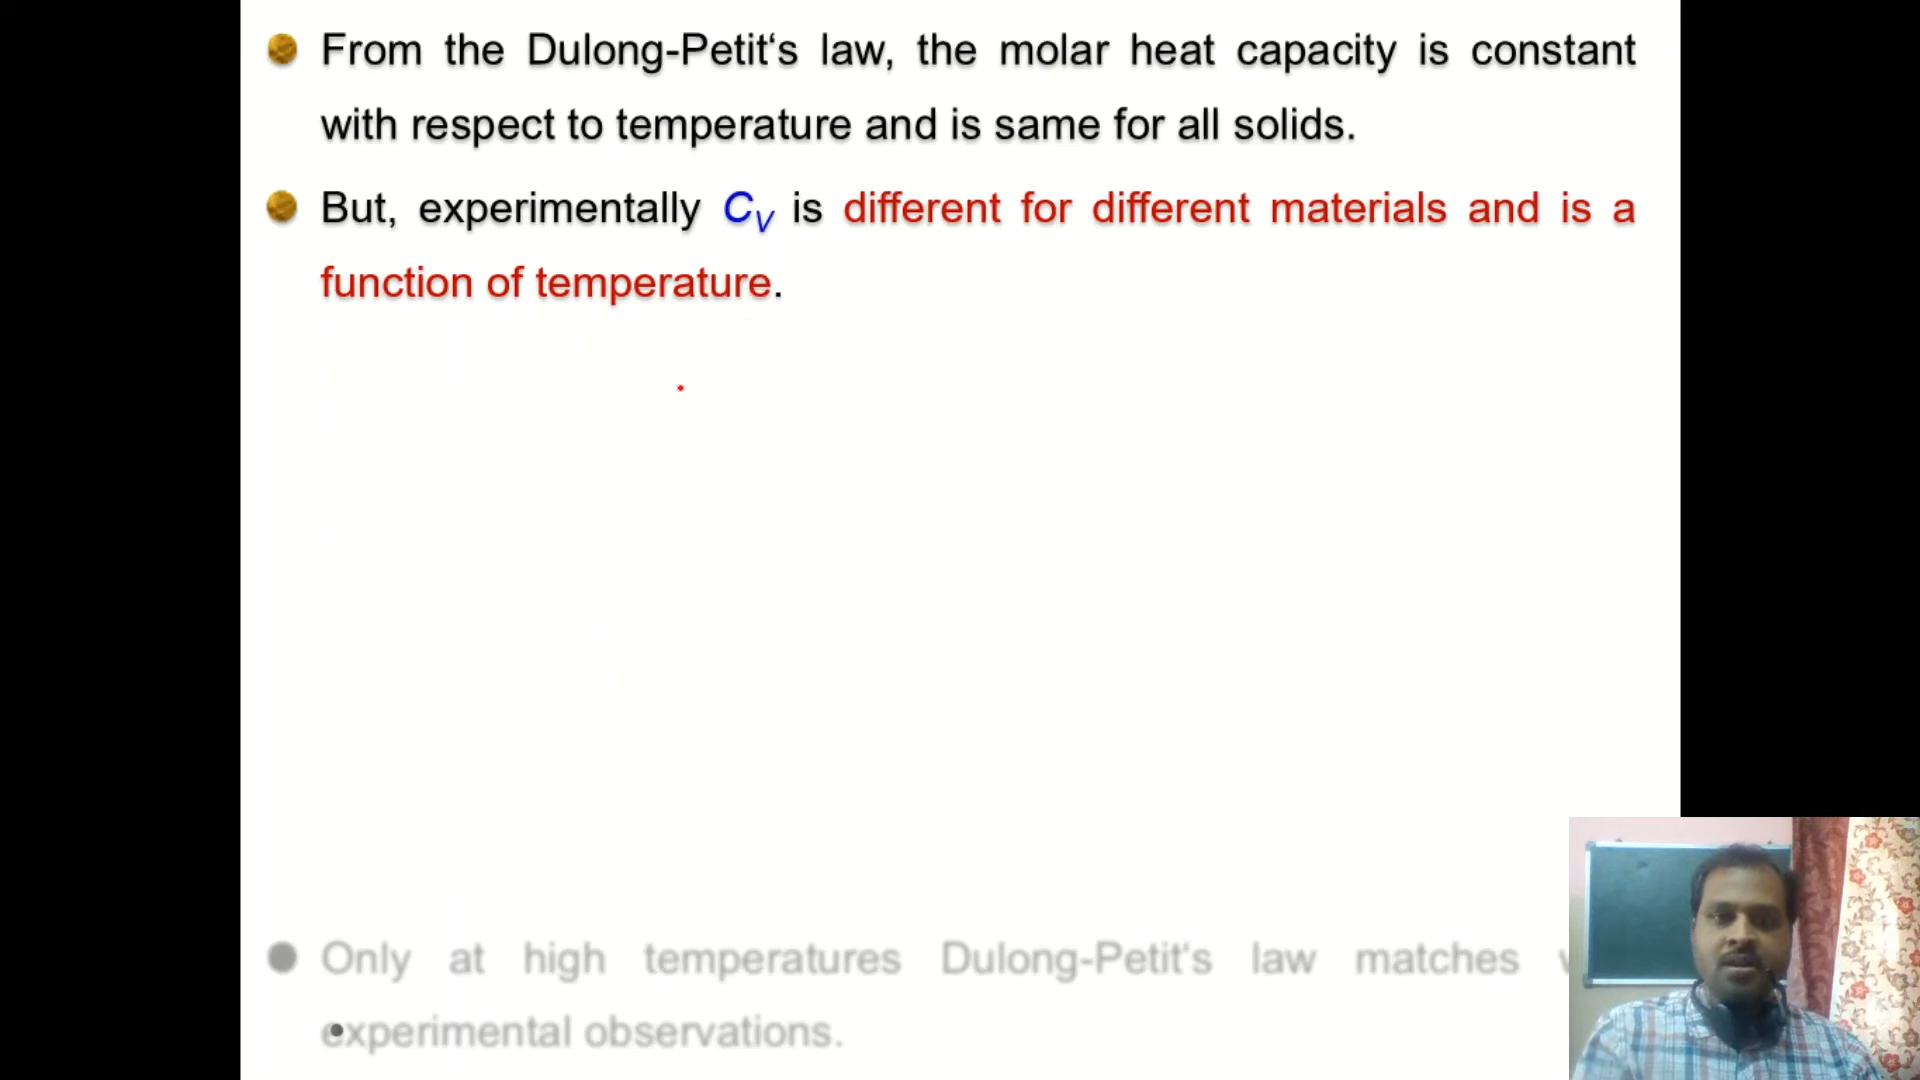 From the Dulong-Petit‘s law, the molar heat capacity is constant
with respect to temperature and is same for all solids.
But, experimentally CV is different for different materials and is a
function of temperature.
Only at high temperatures Dulong-Petit‘s law matches
experimental observations.